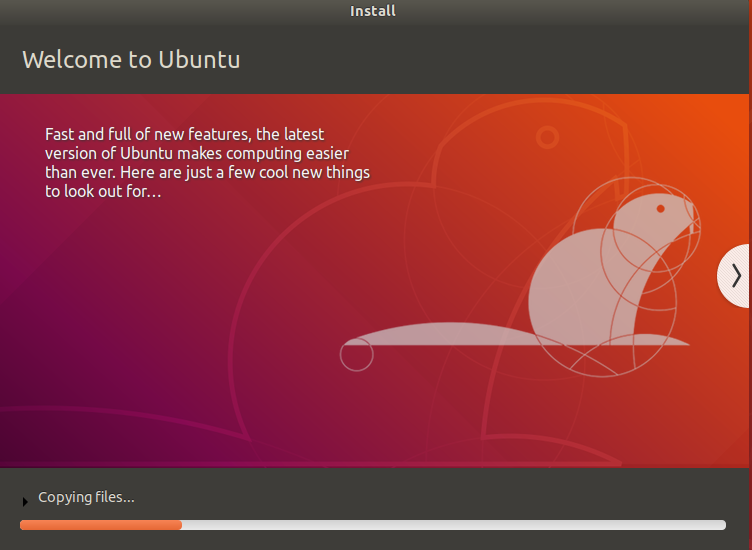 Install
Welcome to Ubuntu
Fast and full of new features, the latest
version of Ubuntu makes computing easier
than ever. Here are just a few cool new things
to look out for…
Copying files…